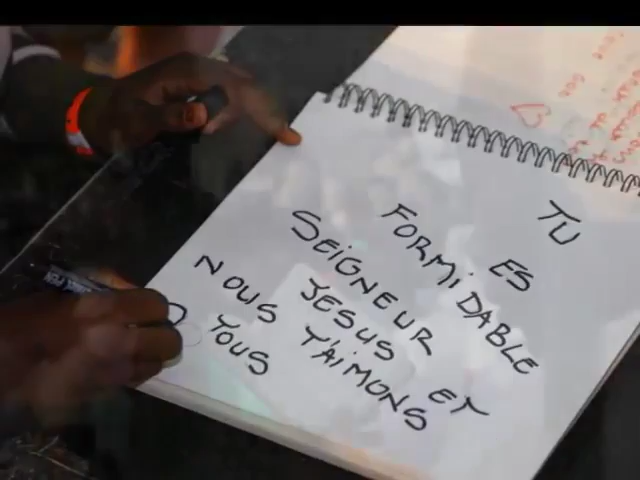 TU
ES
FORMIDABLE
SEIGNEUR
JESUS ET
NOUS T'AIMONS
TOUS